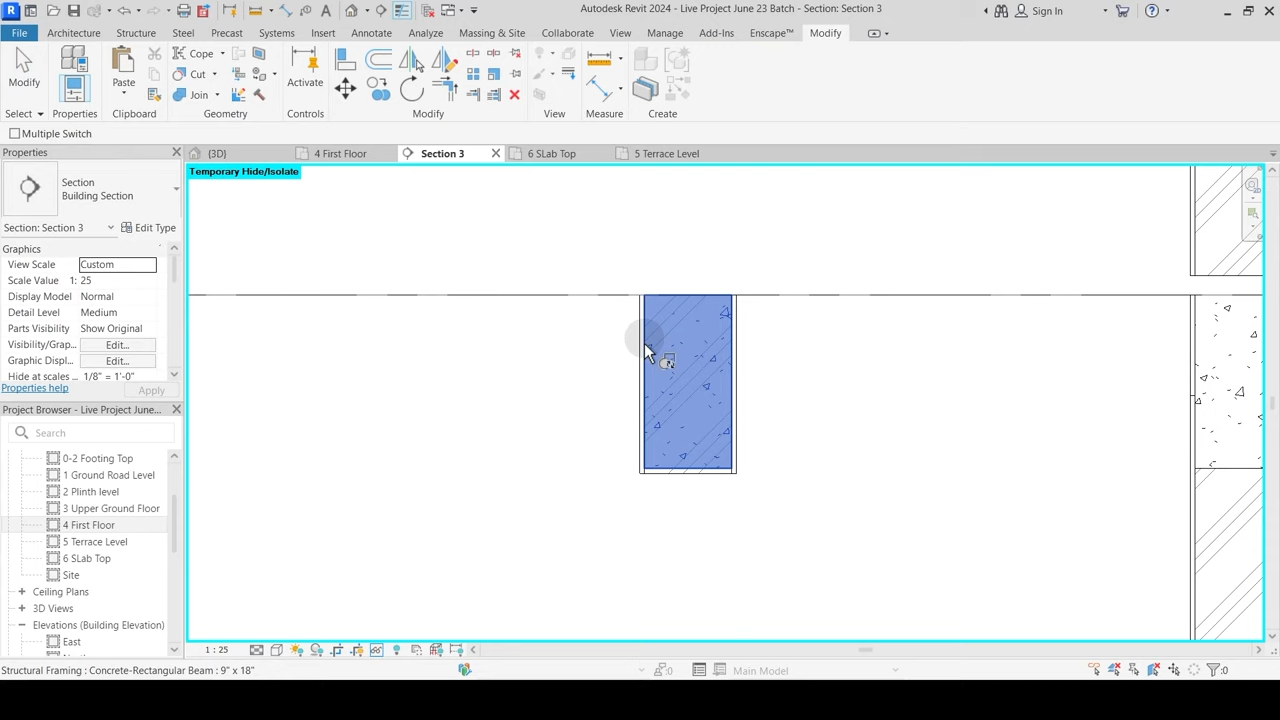 Autodesk Revit 2024 - Live Project June 23 Batch - Section: Section 3
Sign In
File Architecture Structure Steel Precast Systems Insert Annotate Analyze Massing & Site Collaborate View Manage Add-Ins Enscape™ Modify
Modify
Paste
Cope
Cut
Join
Activate
Select Properties Clipboard Geometry Controls Modify View Measure Create
Multiple Switch
Properties
{3D} 4 First Floor Section 3 6 SLab Top 5 Terrace Level
Temporary Hide/Isolate
Section
Building Section
Section: Section 3 Edit Type
Graphics
View Scale Custom
Scale Value 1: 25
Display Model Normal
Detail Level Medium
Parts Visibility Show Original
Visibility/Grap... Edit...
Graphic Displ... Edit...
Hide at scales ... 1/8" = 1'-0"
Properties help Apply
Project Browser - Live Project June...
Search
0-2 Footing Top
1 Ground Road Level
2 Plinth level
3 Upper Ground Floor
4 First Floor
5 Terrace Level
6 SLab Top
Site
Ceiling Plans
3D Views
Elevations (Building Elevation)
East
1 : 25
Structural Framing : Concrete-Rectangular Beam : 9" x 18"
:0
Main Model
:0